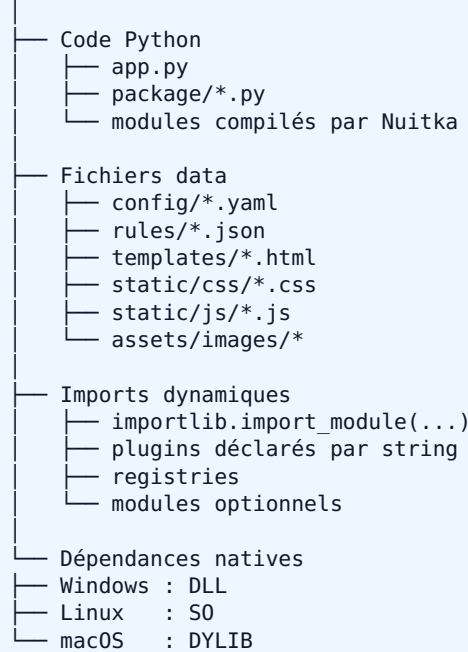 │
├── Code Python
│   ├── app.py
│   ├── package/*.py
│   └── modules compilés par Nuitka
│
├── Fichiers data
│   ├── config/*.yaml
│   ├── rules/*.json
│   ├── templates/*.html
│   ├── static/css/*.css
│   ├── static/js/*.js
│   └── assets/images/*
│
├── Imports dynamiques
│   ├── importlib.import_module(...)
│   ├── plugins déclarés par string
│   ├── registries
│   └── modules optionnels
│
└── Dépendances natives
├── Windows : DLL
├── Linux   : SO
└── macOS   : DYLIB